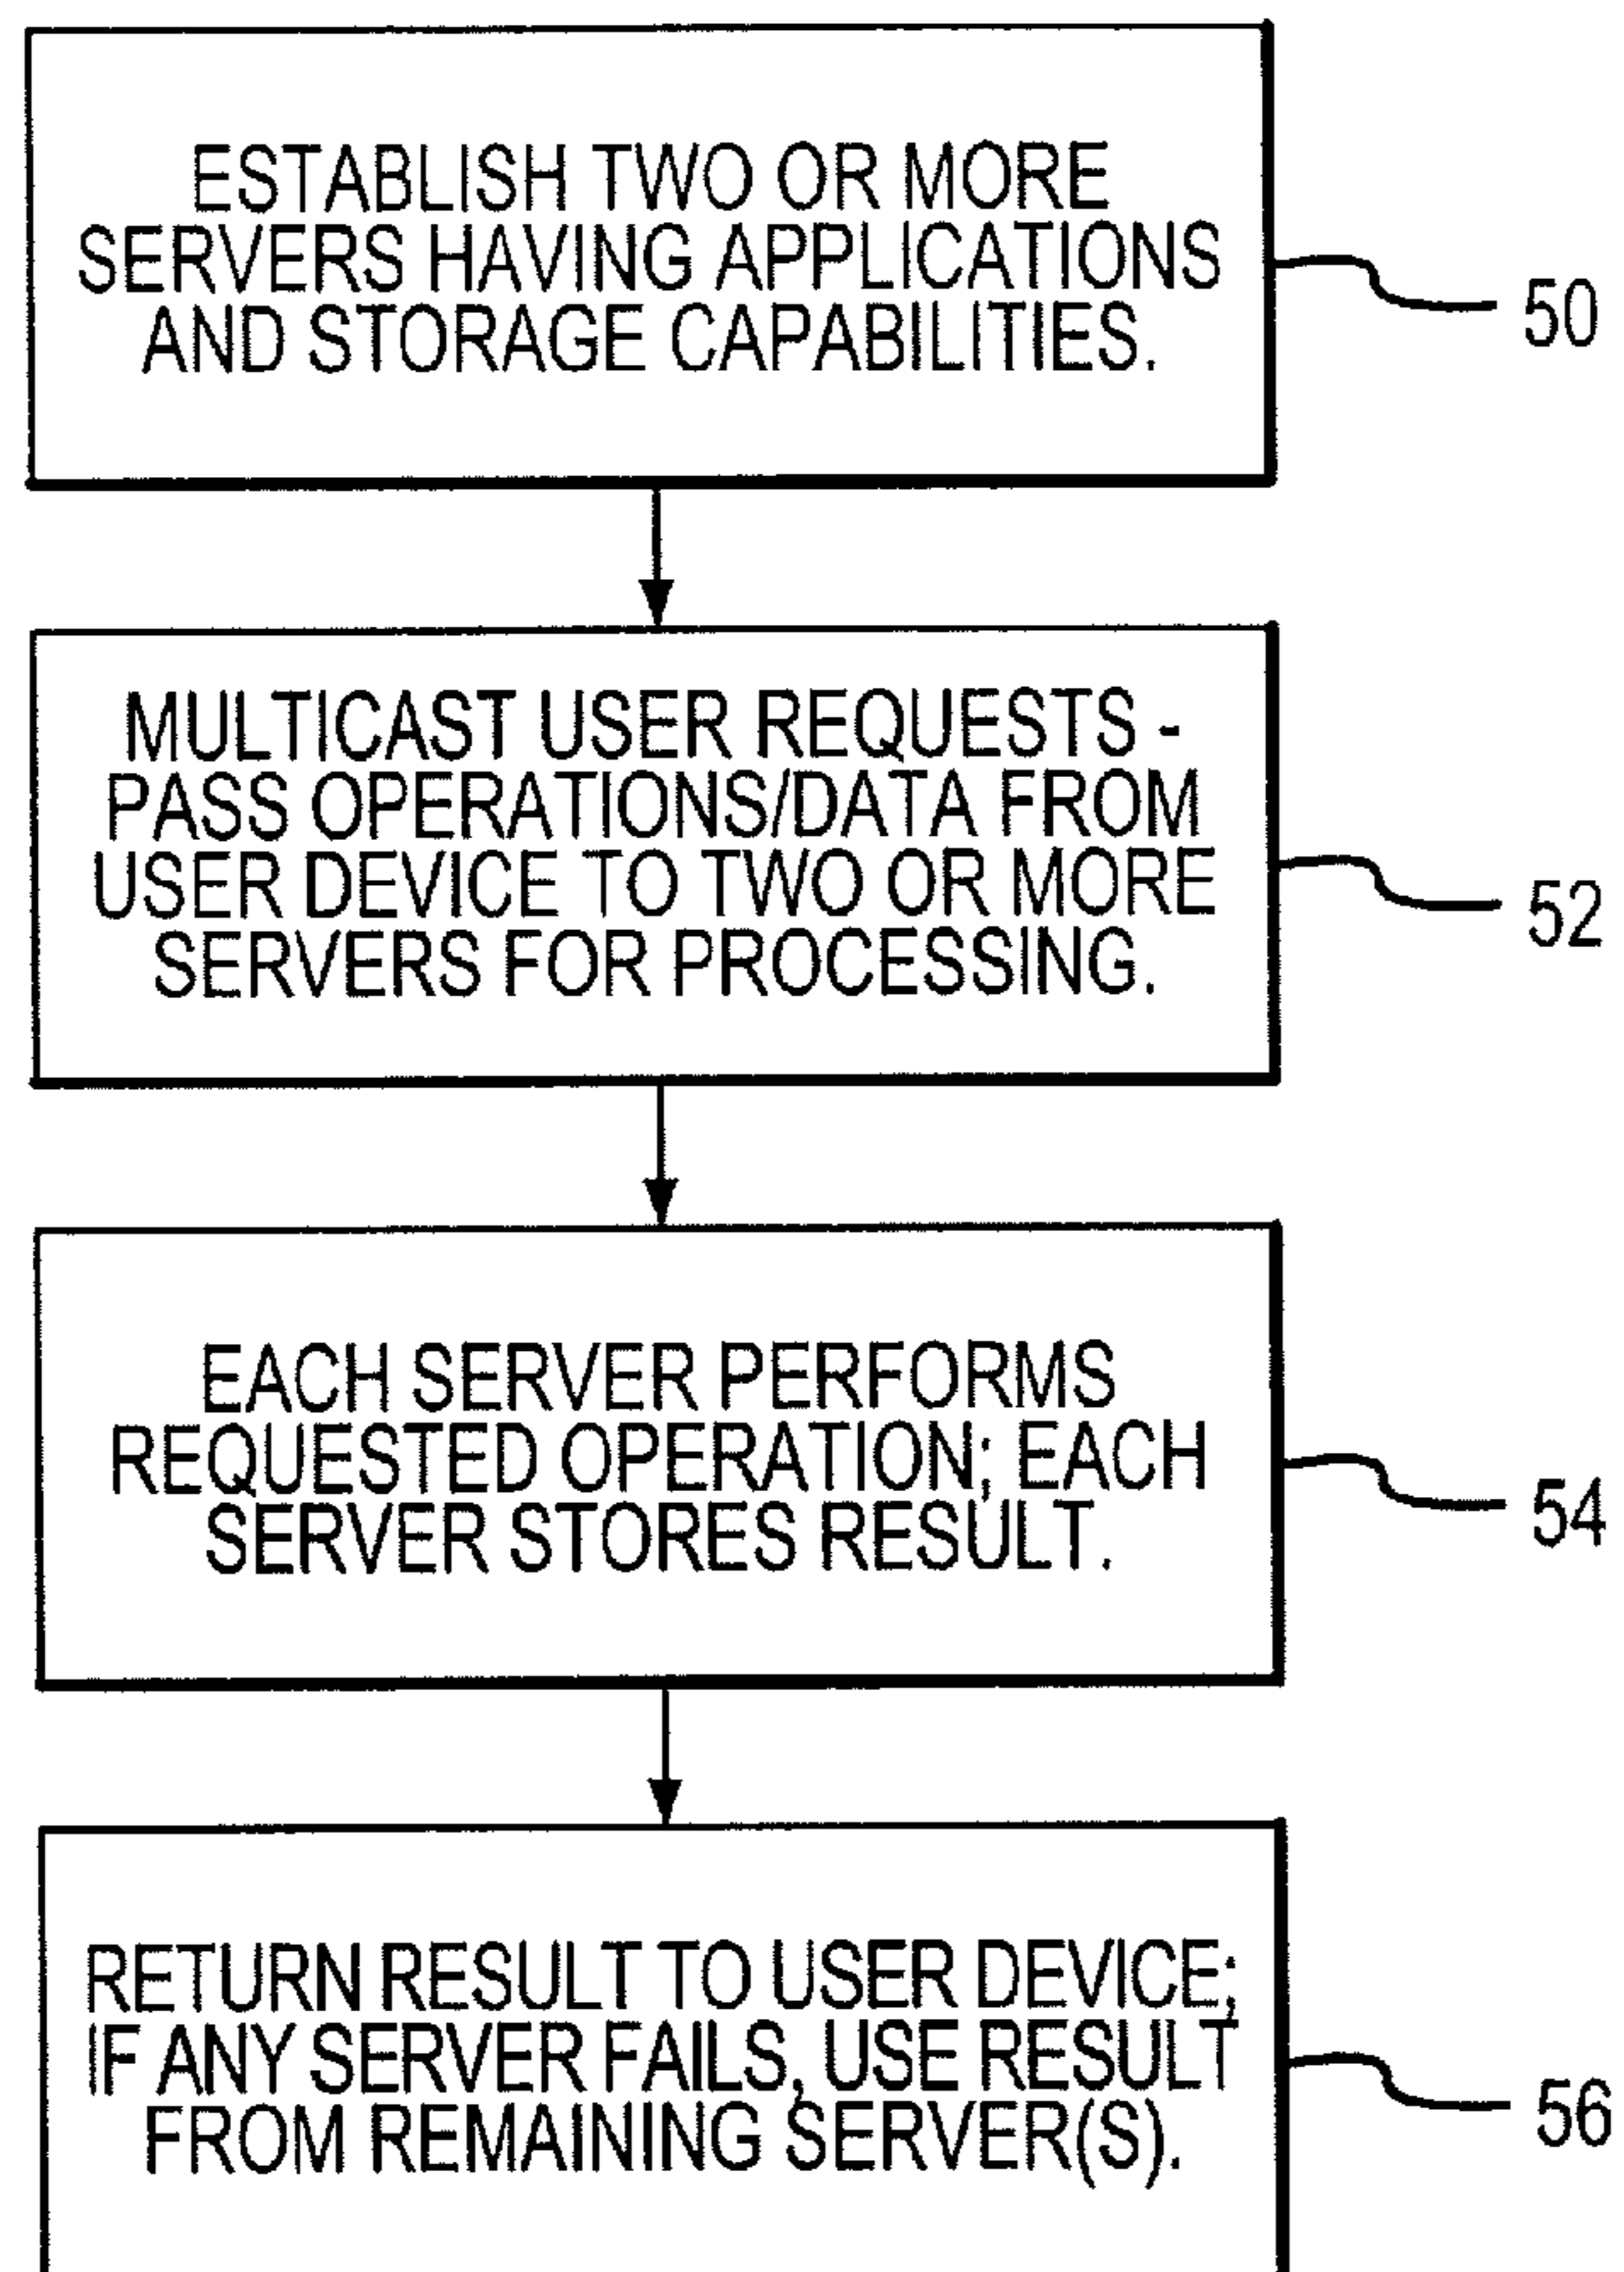 ESTABLISH TWO OR MORE
SERVERS HAVING APPLICATIONS
AND STORAGE CAPABILITIES.
50
MULTICAST USER REQUESTS -
PASS OPERATIONS/DATA FROM
USER DEVICE TO TWO OR MORE
SERVERS FOR PROCESSING.
52
EACH SERVER PERFORMS
REQUESTED OPERATION; EACH
SERVER STORES RESULT.
54
RETURN RESULT TO USER DEVICE;
IF ANY SERVER FAILS, USE RESULT
FROM REMAINING SERVER(S).
56